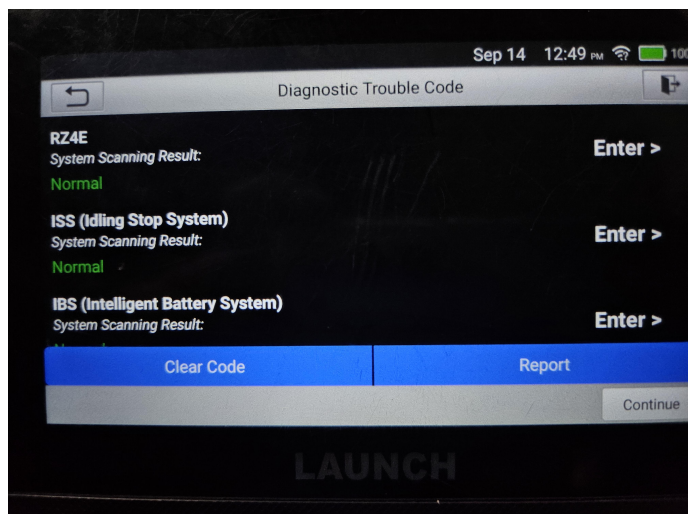 Sep 14 12:49 PM 100
Diagnostic Trouble Code
RZ4E
System Scanning Result:
Enter >
Normal
ISS (Idling Stop System)
System Scanning Result:
Enter >
Normal
IBS (Intelligent Battery System)
System Scanning Result:
Enter >
Clear Code
Report
Continue
LAUNCH